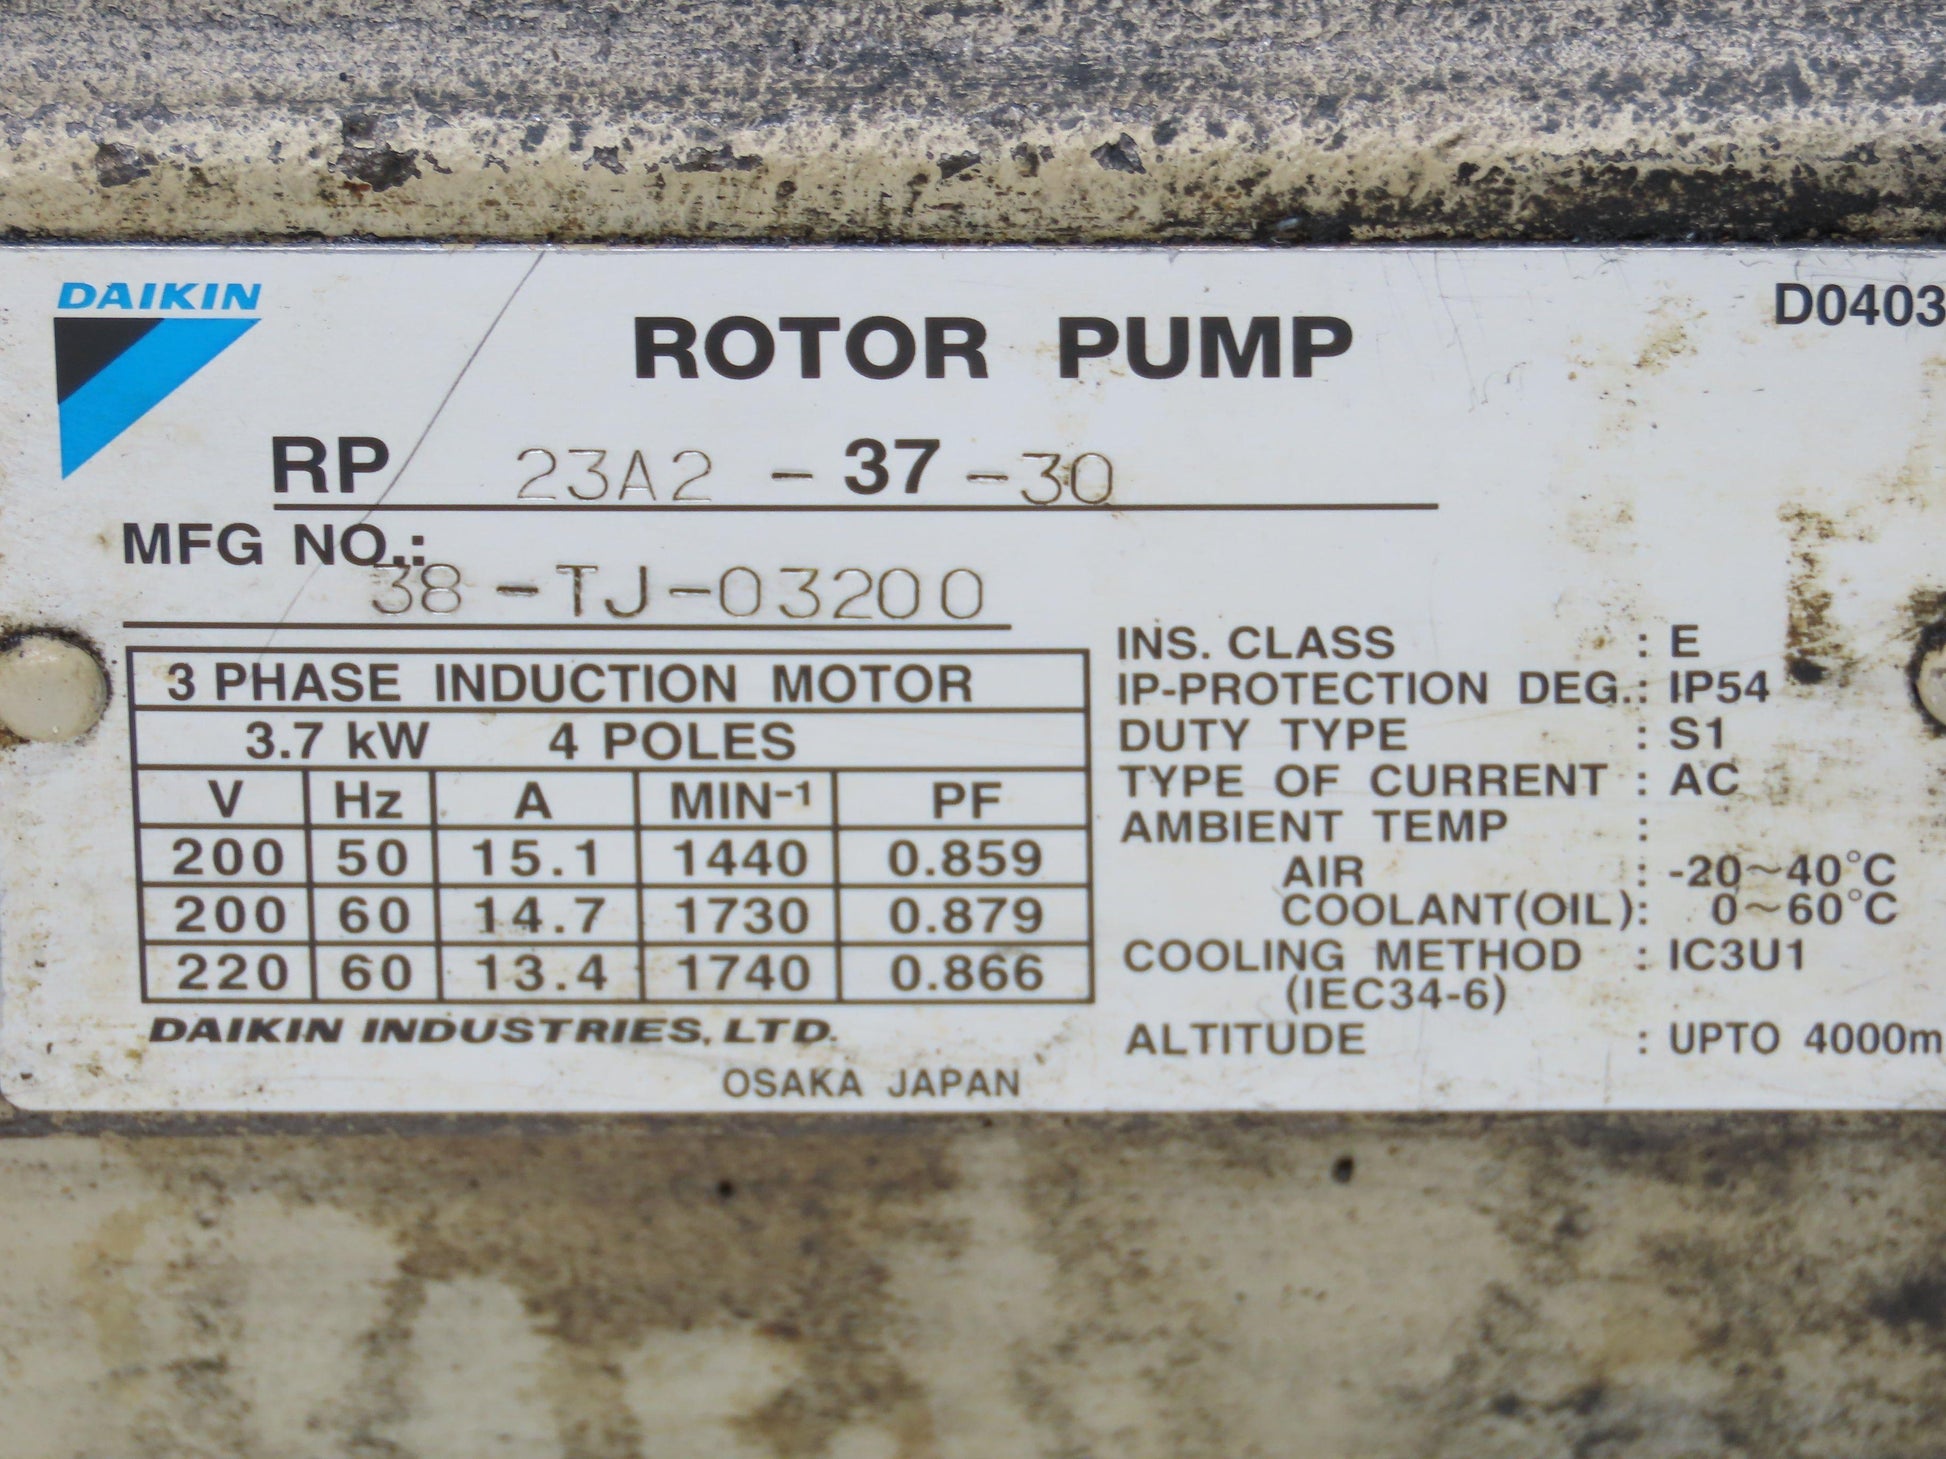 DAIKIN
D0403
ROTOR PUMP
RP 23A2 - 37 - 30
MFG NO.:
38 - TJ - 03200
3 PHASE INDUCTION MOTOR
3.7 kW 4 POLES
V Hz A MIN-1 PF
200 50 15.1 1440 0.859
200 60 14.7 1730 0.879
220 60 13.4 1740 0.866
DAIKIN INDUSTRIES, LTD.
OSAKA JAPAN
INS. CLASS : E
IP-PROTECTION DEG.: IP54
DUTY TYPE : S1
TYPE OF CURRENT : AC
AMBIENT TEMP :
AIR : -20~40°C
COOLANT(OIL): 0~60°C
COOLING METHOD : IC3U1
(IEC34-6)
ALTITUDE : UPTO 4000m